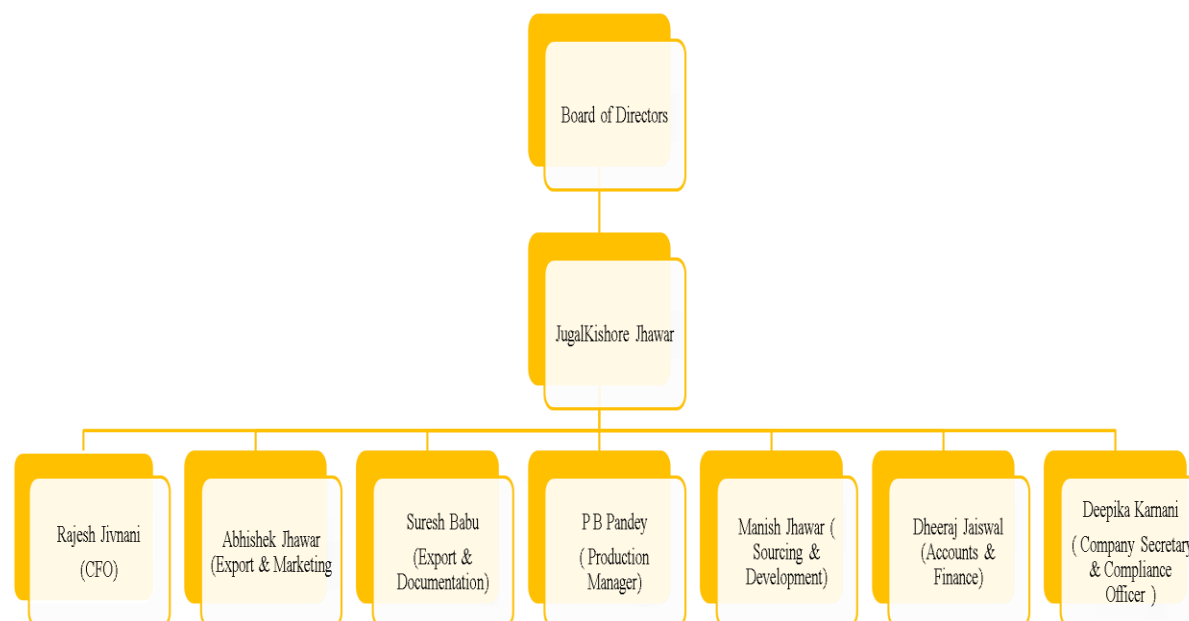 Board of Directors
JugalKishore Jhawar
Rajesh Jivnani
(CFO)
Abhishek Jhawar
(Export & Marketing
Suresh Babu
(Export &
Documentation)
P B Pandey
( Production
Manager)
Manish Jhawar (
Sourcing &
Development)
Dheeraj Jaiswal
(Accounts &
Finance)
Deepika Karnani
( Company Secretary
& Compliance
Officer )